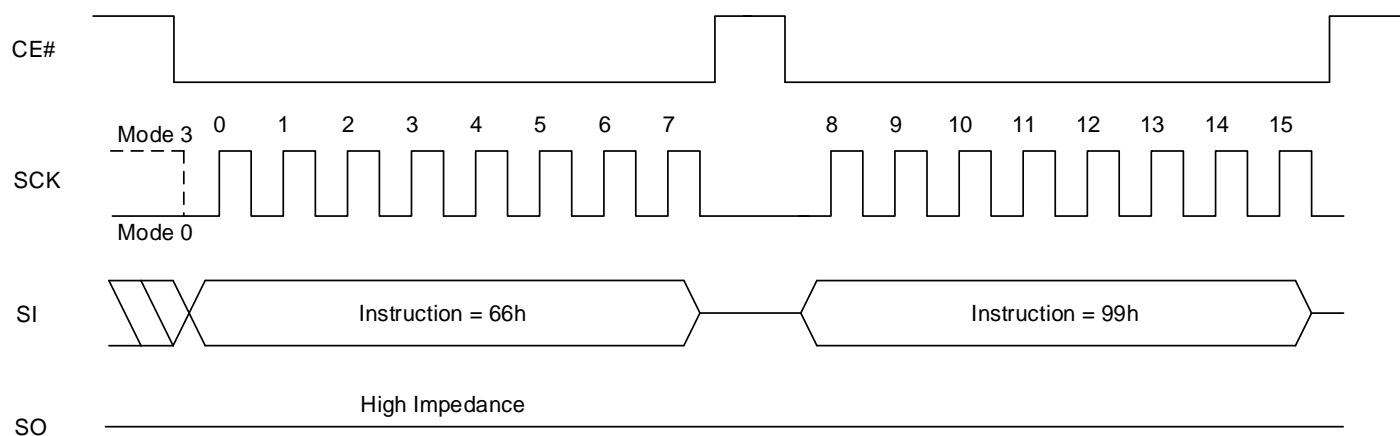 CE#
Mode 3
0 1 2 3 4 5 6 7 8 9 10 11 12 13 14 15
SCK
Mode 0
SI
Instruction = 66h
Instruction = 99h
High Impedance
SO